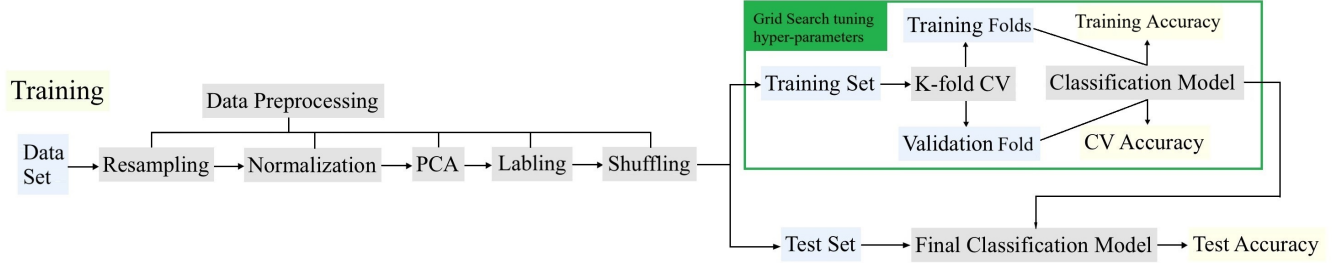 Grid Search tuning
hyper-parameters
Training Folds
Training Accuracy
Training
Training Set
K-fold CV
Classification Model
Data Preprocessing
Validation Fold
CV Accuracy
Data
Set
Resampling
Normalization
PCA
Labling
Shuffling
Test Set
Final Classification Model
Test Accuracy